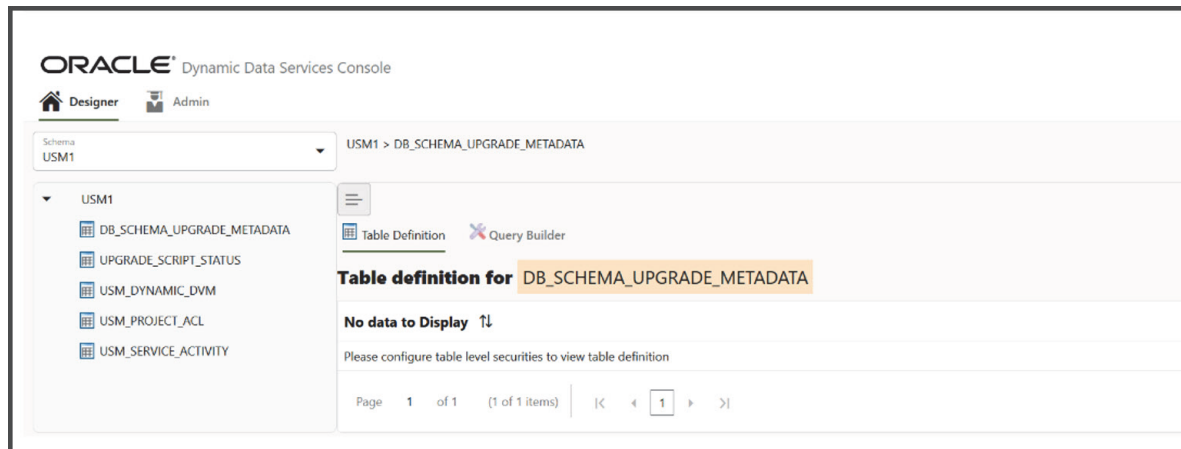 ORACLE® Dynamic Data Services Console
Designer Admin
Schema
USM1
USM1 > DB_SCHEMA_UPGRADE_METADATA
USM1
DB_SCHEMA_UPGRADE_METADATA
UPGRADE_SCRIPT_STATUS
USM_DYNAMIC_DVM
USM_PROJECT_ACL
USM_SERVICE_ACTIVITY
Table Definition Query Builder
Table definition for DB_SCHEMA_UPGRADE_METADATA
No data to Display
Please configure table level securities to view table definition
Page 1 of 1 (1 of 1 items) 1